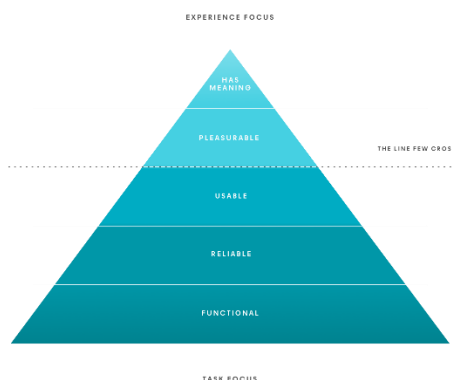 EXPERIENCE FOCUS
HAS
MEANING
PLEASURABLE
THE LINE FEW CROS
USABLE
RELIABLE
FUNCTIONAL
TASK FOCUS